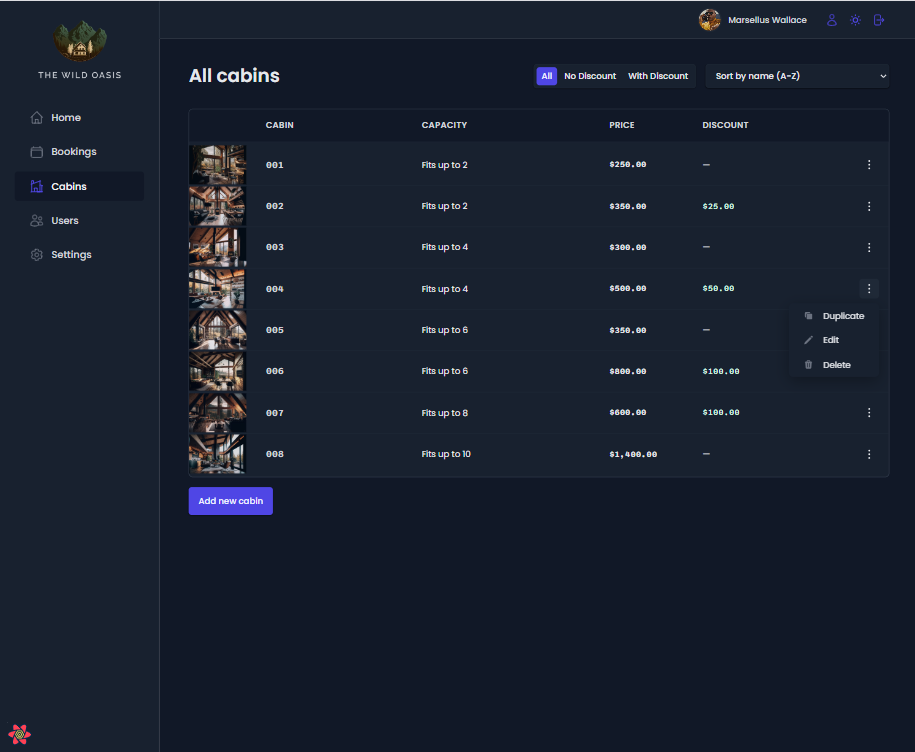 Marsellus Wallace
THE WILD OASIS
Home
Bookings
Cabins
Users
Settings
All cabins
All No Discount With Discount Sort by name (A-Z)
CABIN CAPACITY PRICE DISCOUNT
001 Fits up to 2 $250.00 —
002 Fits up to 2 $350.00 $25.00
003 Fits up to 4 $300.00 —
004 Fits up to 4 $500.00 $50.00
005 Fits up to 6 $350.00 —
006 Fits up to 6 $800.00 $100.00
007 Fits up to 8 $600.00 $100.00
008 Fits up to 10 $1,400.00 —
Duplicate
Edit
Delete
Add new cabin